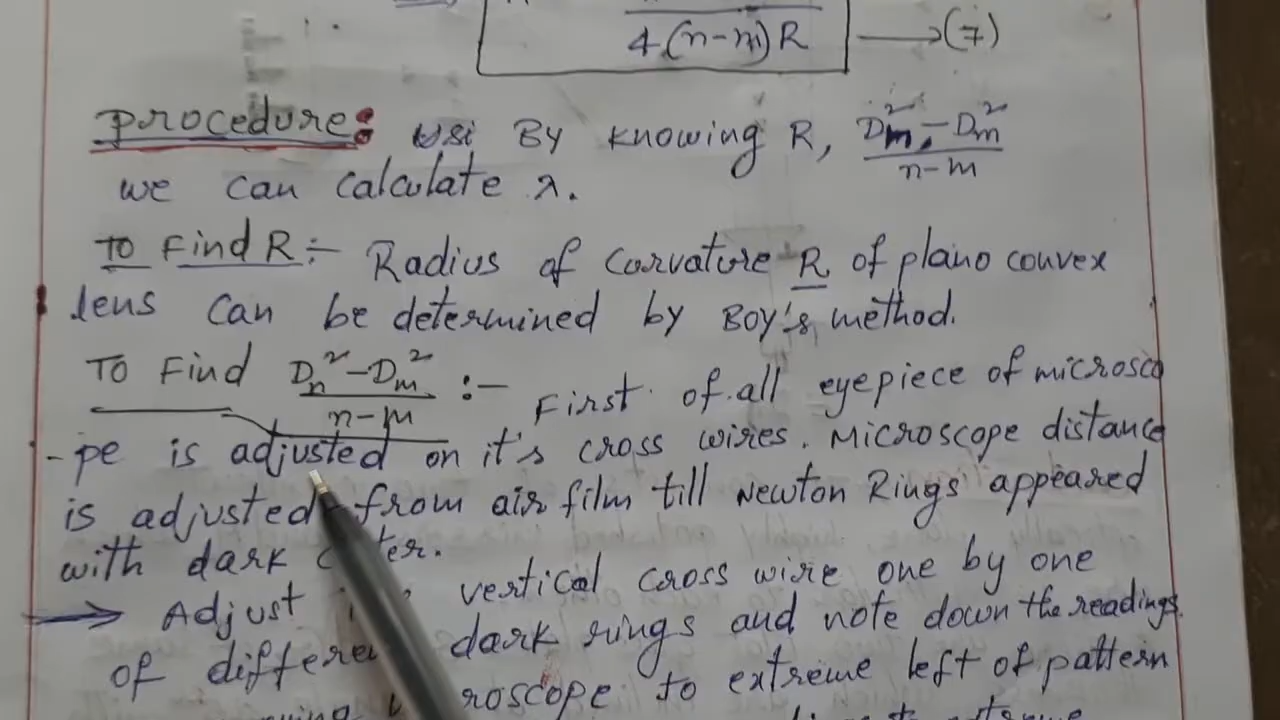 4(n-m)R →(7)
Procedure: By knowing R, Dm² - Dm² / n-m
we can calculate λ.
To Find R :- Radius of Curvature R of plano convex
lens can be determined by Boy's method.
To Find Dn² - Dm² / n-m :- First of all eyepiece of microsco
-pe is adjusted on it's cross wires. Microscope distance
is adjusted from air film till Newton Rings appeared
with dark
→ Adjust vertical cross wire one by one
of dark rings and note down the readings
to extreme left of pattern